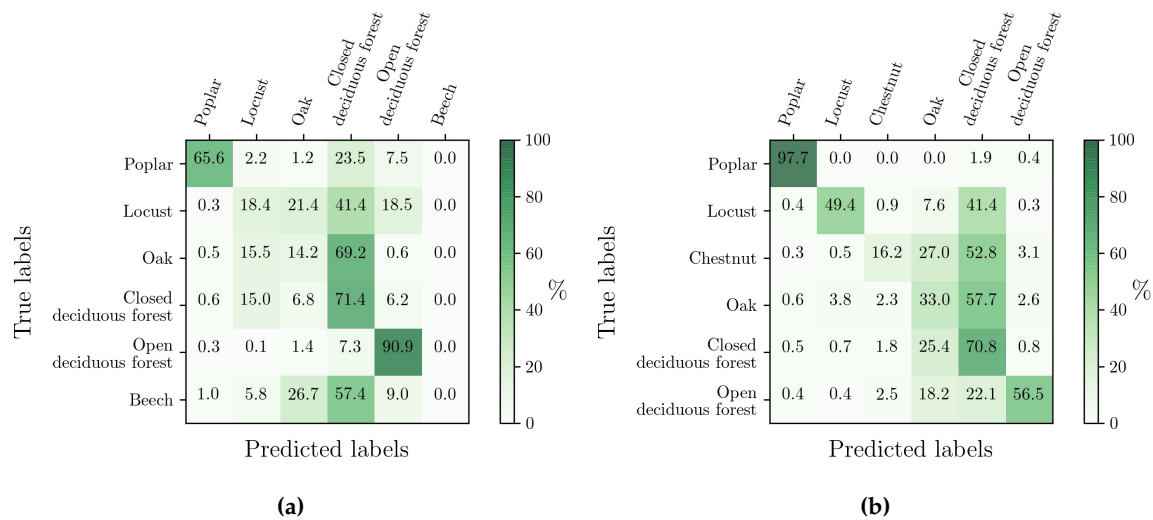 Poplar
Locust
Oak
Closed
deciduous forest
Open
deciduous forest
Beech
Poplar 65.6 2.2 1.2 23.5 7.5 0.0
Locust 0.3 18.4 21.4 41.4 18.5 0.0
Oak 0.5 15.5 14.2 69.2 0.6 0.0
Closed
deciduous forest 0.6 15.0 6.8 71.4 6.2 0.0
Open
deciduous forest 0.3 0.1 1.4 7.3 90.9 0.0
Beech 1.0 5.8 26.7 57.4 9.0 0.0
True labels
Predicted labels
100
80
60
40
20
0
%
(a)
Poplar
Locust
Chestnut
Oak
Closed
deciduous forest
Open
deciduous forest
Poplar 97.7 0.0 0.0 0.0 1.9 0.4
Locust 0.4 49.4 0.9 7.6 41.4 0.3
Chestnut 0.3 0.5 16.2 27.0 52.8 3.1
Oak 0.6 3.8 2.3 33.0 57.7 2.6
Closed
deciduous forest 0.5 0.7 1.8 25.4 70.8 0.8
Open
deciduous forest 0.4 0.4 2.5 18.2 22.1 56.5
True labels
Predicted labels
100
80
60
40
20
0
%
(b)